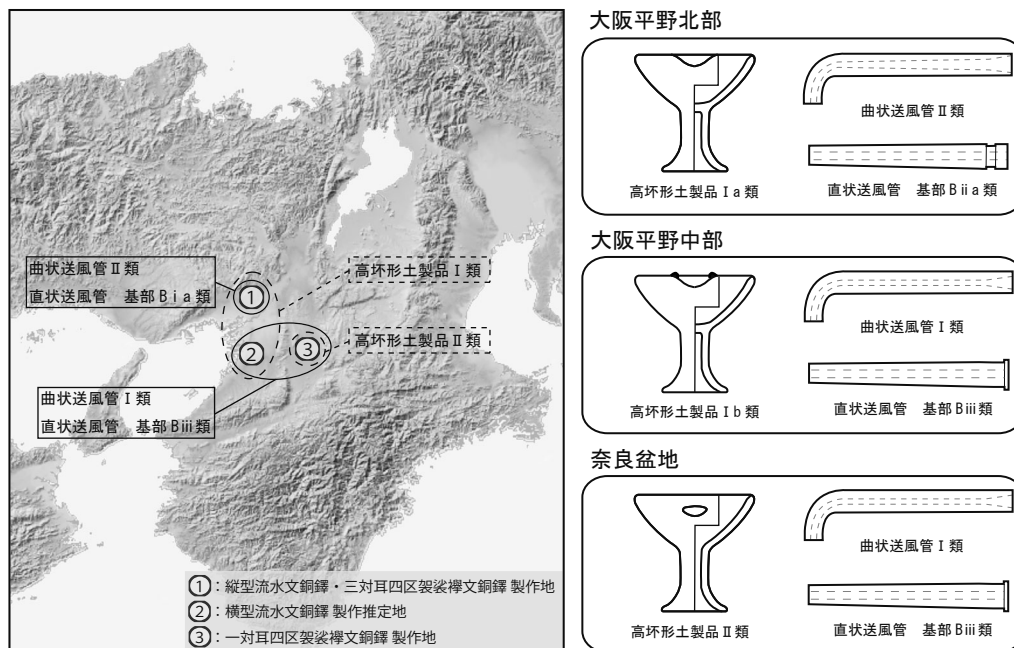 曲状送風管Ⅱ類
直状送風管　基部Bⅰa類
高坏形土製品Ⅰ類
①
②
③
高坏形土製品Ⅱ類
曲状送風管Ⅰ類
直状送風管　基部Bⅲ類
①：縦型流水文銅鐸・三対耳四区袈裟襷文銅鐸 製作地
②：横型流水文銅鐸 製作推定地
③：一対耳四区袈裟襷文銅鐸 製作地
大阪平野北部
曲状送風管Ⅱ類
高坏形土製品Ⅰa類
直状送風管　基部Bⅱa類
大阪平野中部
曲状送風管Ⅰ類
高坏形土製品Ⅰb類
直状送風管　基部Bⅲ類
奈良盆地
曲状送風管Ⅰ類
高坏形土製品Ⅱ類
直状送風管　基部Bⅲ類